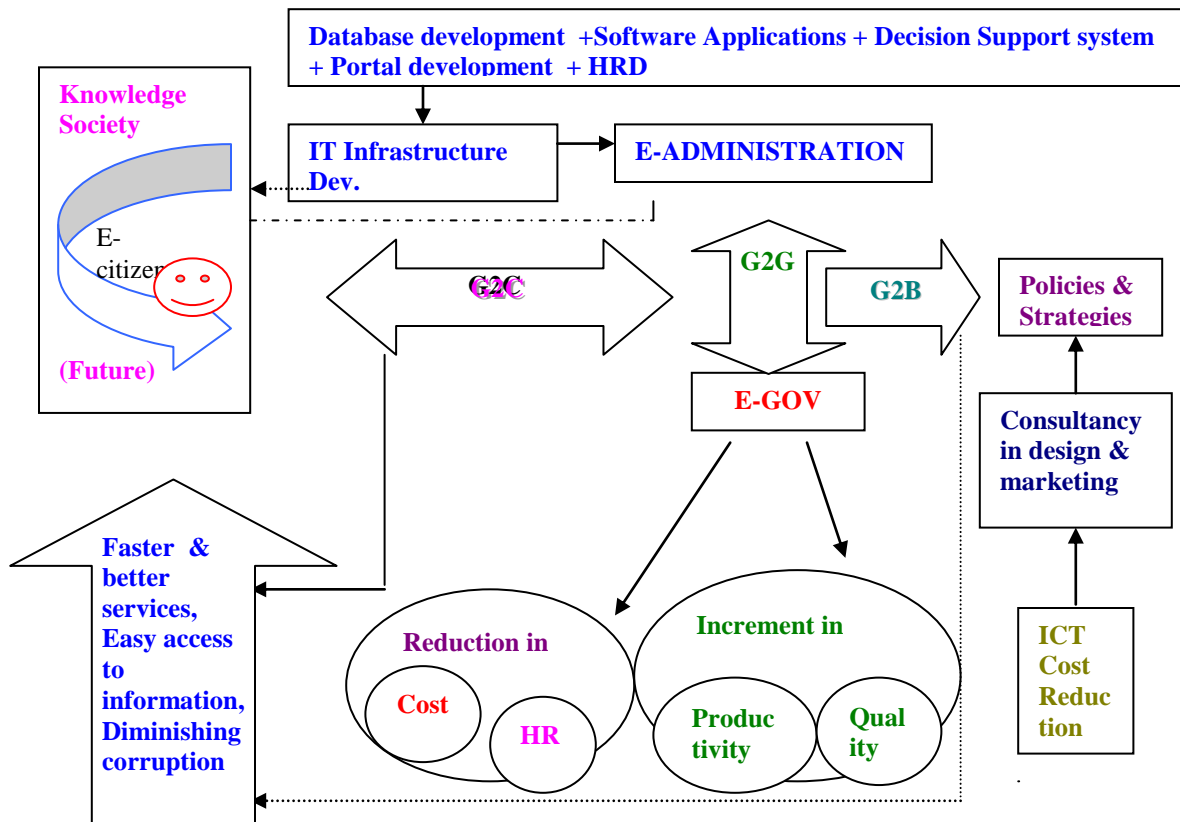 Database development +Software Applications + Decision Support system
+ Portal development + HRD
Knowledge
Society
E-
citizen
(Future)
IT Infrastructure
Dev.
E-ADMINISTRATION
G2C
G2G
G2B
Policies &
Strategies
E-GOV
Consultancy
in design &
marketing
Faster & 
better
services,
Easy access
to
information,
Diminishing
corruption
Reduction in
Cost
HR
Increment in
Produc
tivity
Qual
ity
ICT
Cost
Reduc
tion